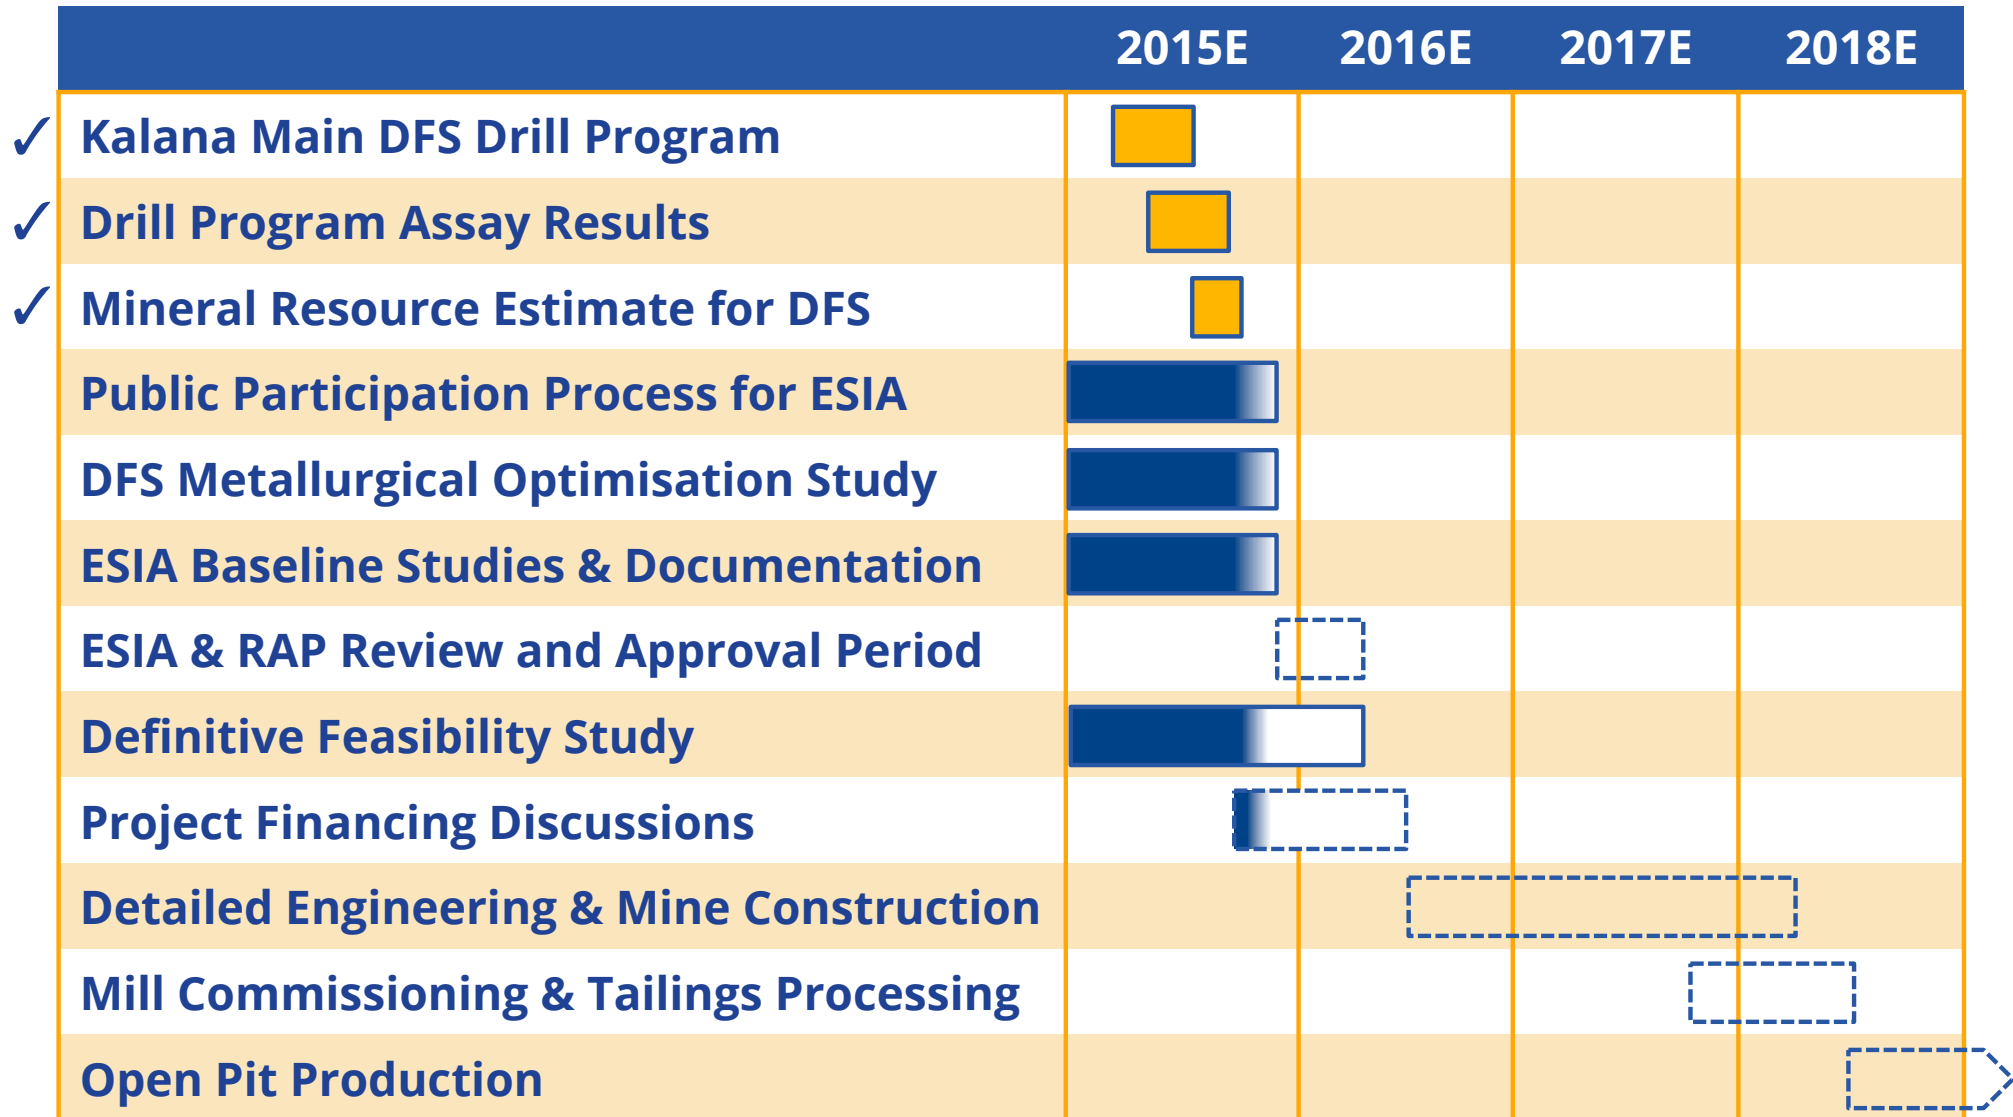 2015E 2016E 2017E 2018E
✓ Kalana Main DFS Drill Program
✓ Drill Program Assay Results
✓ Mineral Resource Estimate for DFS
Public Participation Process for ESIA
DFS Metallurgical Optimisation Study
ESIA Baseline Studies & Documentation
ESIA & RAP Review and Approval Period
Definitive Feasibility Study
Project Financing Discussions
Detailed Engineering & Mine Construction
Mill Commissioning & Tailings Processing
Open Pit Production